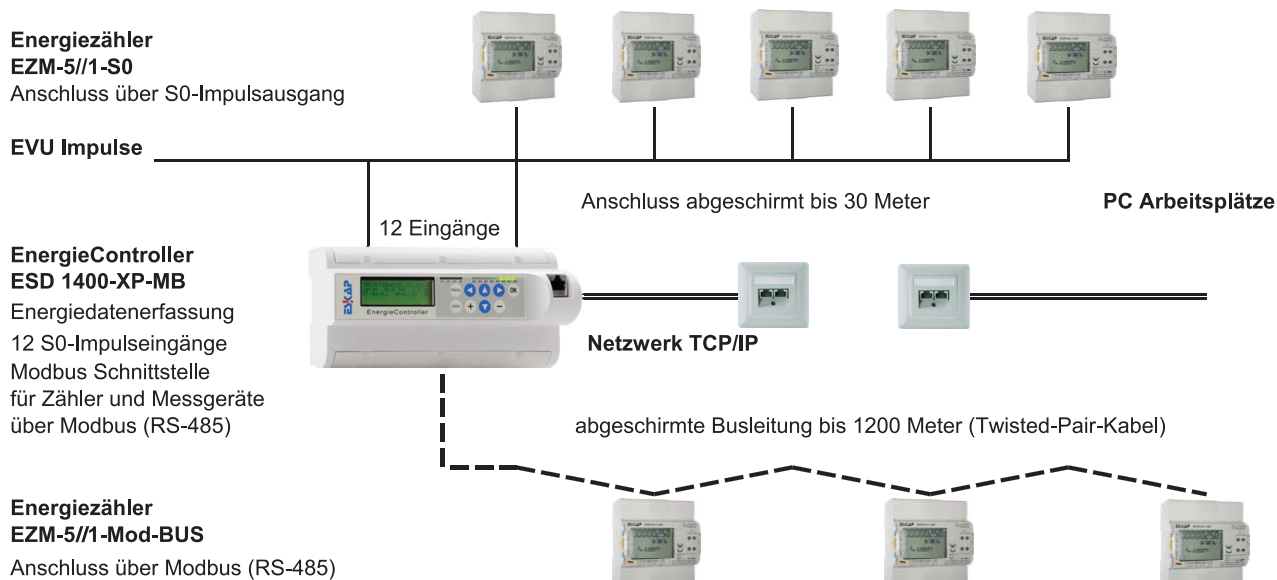 Energiezähler
EZM-5//1-S0
Anschluss über S0-Impulsausgang
EVU Impulse
Anschluss abgeschirmt bis 30 Meter
PC Arbeitsplätze
12 Eingänge
EnergieController
ESD 1400-XP-MB
Energiedatenerfassung
12 S0-Impulseingänge
Modbus Schnittstelle
für Zähler und Messgeräte
über Modbus (RS-485)
ESKAP
EnergieController
OK
Netzwerk TCP/IP
abgeschirmte Busleitung bis 1200 Meter (Twisted-Pair-Kabel)
Energiezähler
EZM-5//1-Mod-BUS
Anschluss über Modbus (RS-485)